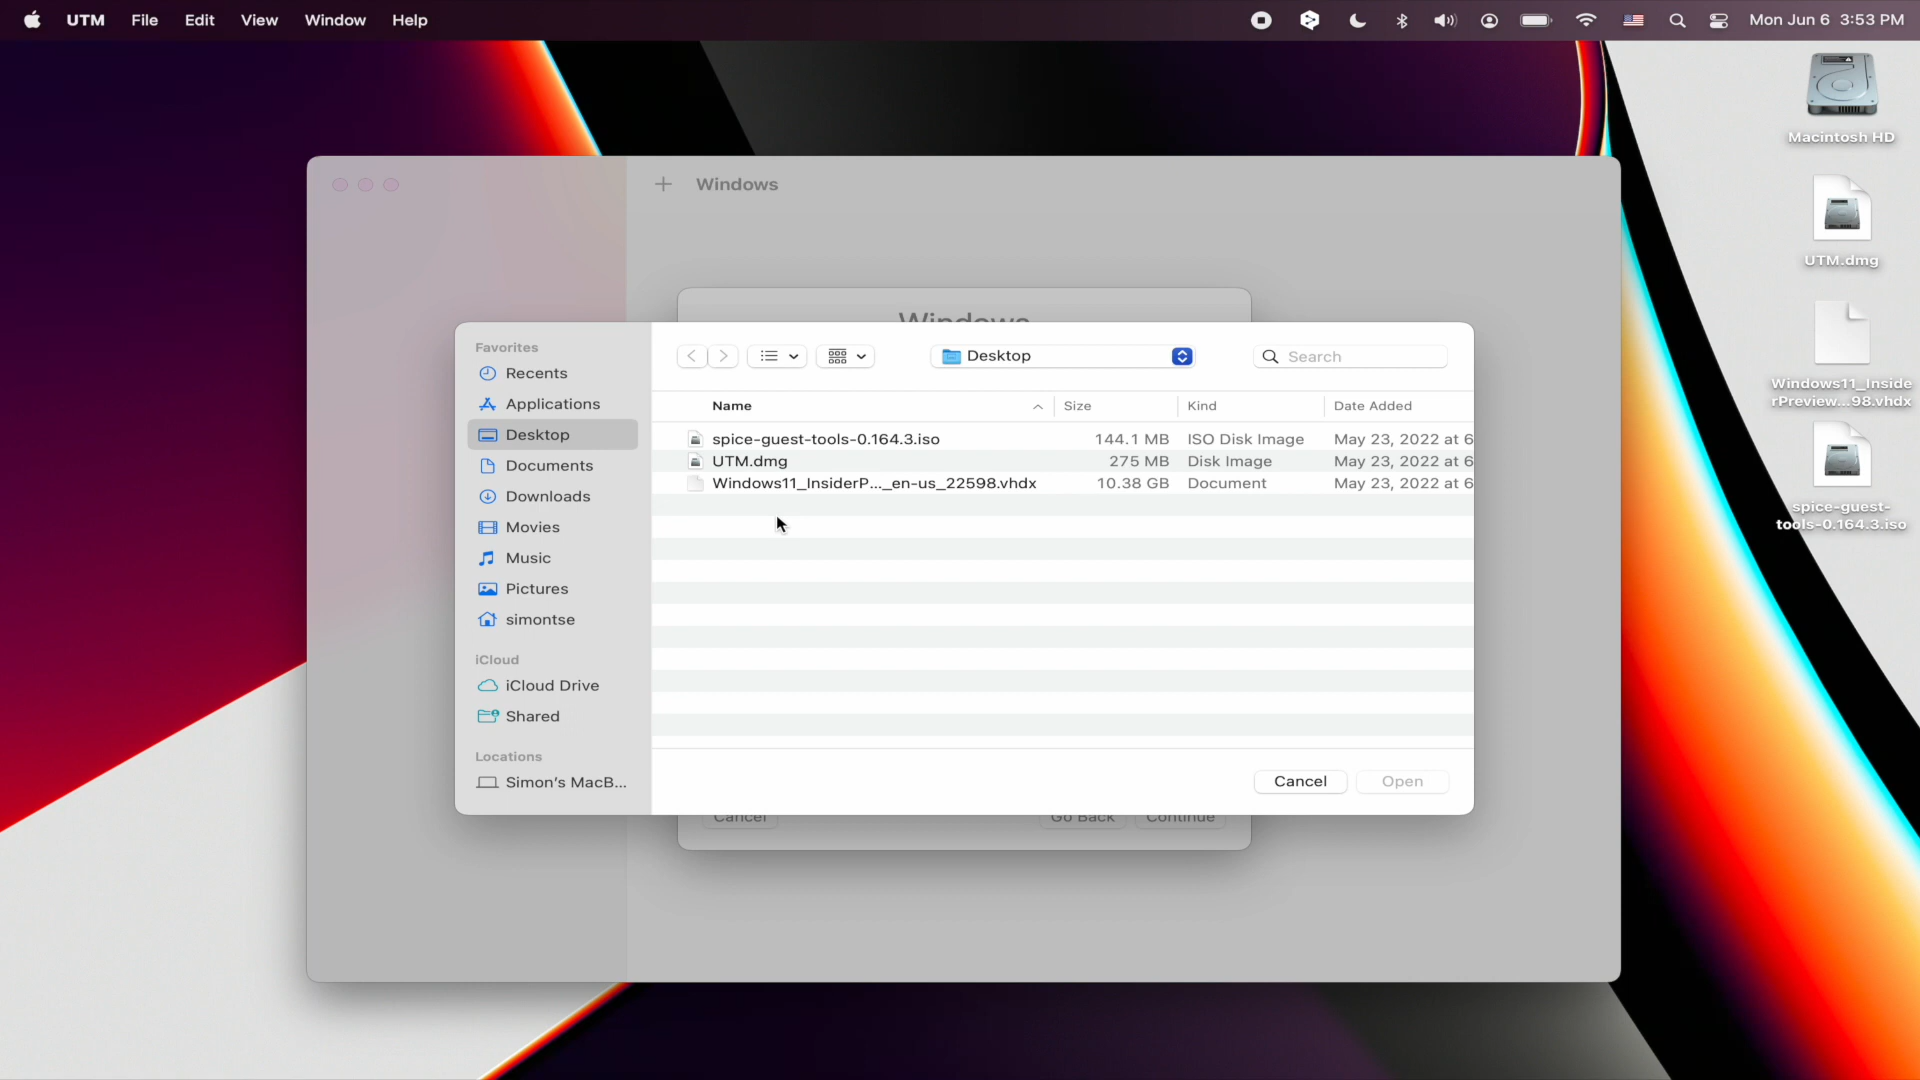 UTM File Edit View Window Help
Mon Jun 6 3:53 PM
Macintosh HD
UTM.dmg
Windows11_Inside
rPreview...98.vhdx
spice-guest-
tools-0.164.3.iso
Windows
Windows
Favorites
Recents
Applications
Desktop
Documents
Downloads
Movies
Music
Pictures
simontse
iCloud
iCloud Drive
Shared
Locations
Simon's MacB...
Desktop
Search
Name Size Kind Date Added
spice-guest-tools-0.164.3.iso 144.1 MB ISO Disk Image May 23, 2022 at 6
UTM.dmg 275 MB Disk Image May 23, 2022 at 6
Windows11_InsiderP..._en-us_22598.vhdx 10.38 GB Document May 23, 2022 at 6
Cancel Open
Cancel Go Back Continue